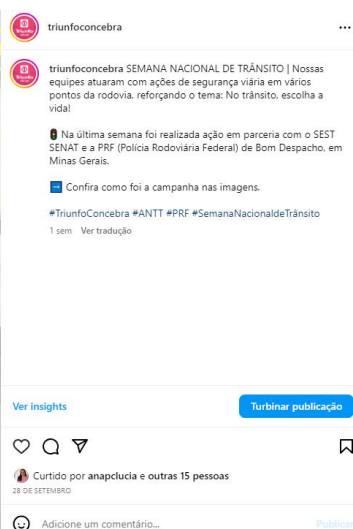 triunfoconcebra
triunfoconcebra SEMANA NACIONAL DE TRÂNSITO | Nossas
equipes atuaram com ações de segurança viária em vários
pontos da rodovia, reforçando o tema: No trânsito, escolha a
vida!
🚦 Na última semana foi realizada ação em parceria com o SEST
SENAT e a PRF (Polícia Rodoviária Federal) de Bom Despacho, em
Minas Gerais.
➡️ Confira como foi a campanha nas imagens.
#TriunfoConcebra #ANTT #PRF #SemanaNacionaldeTrânsito
1 sem Ver tradução
Ver insights
Turbinar publicação
Curtido por anapclucia e outras 15 pessoas
28 DE SETEMBRO
Adicione um comentário...
Publicar